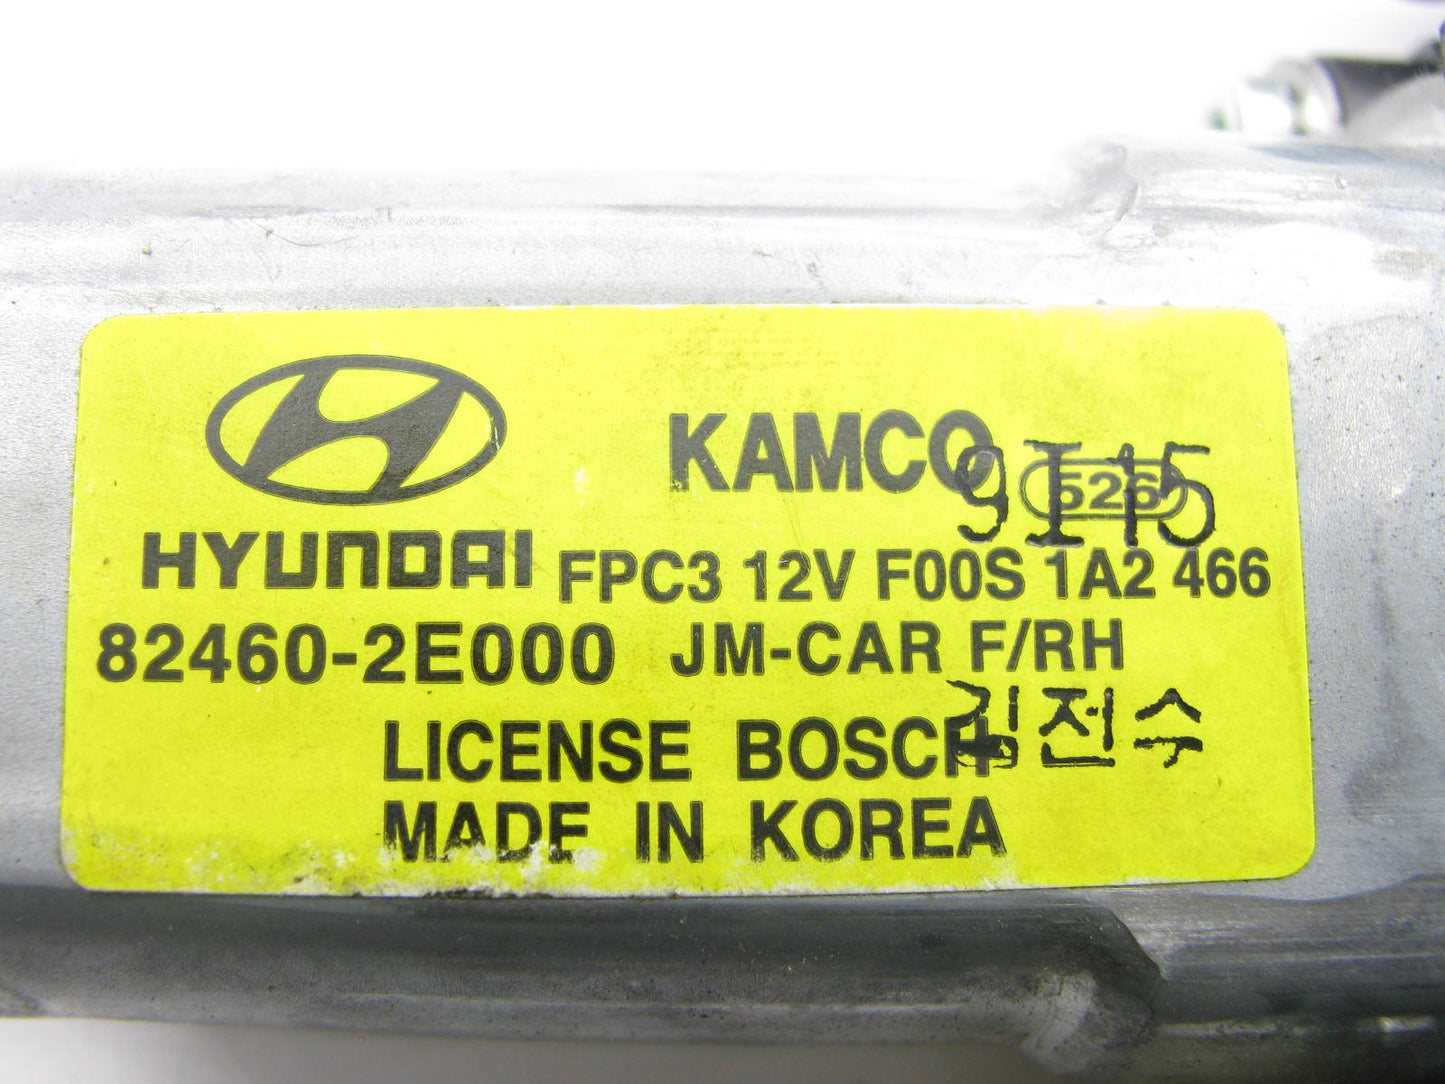 KAMCO
9I15
526
HYUNDAI
FPC3 12V F00S 1A2 466
82460-2E000 JM-CAR F/RH
김전수
LICENSE BOSCH
MADE IN KOREA